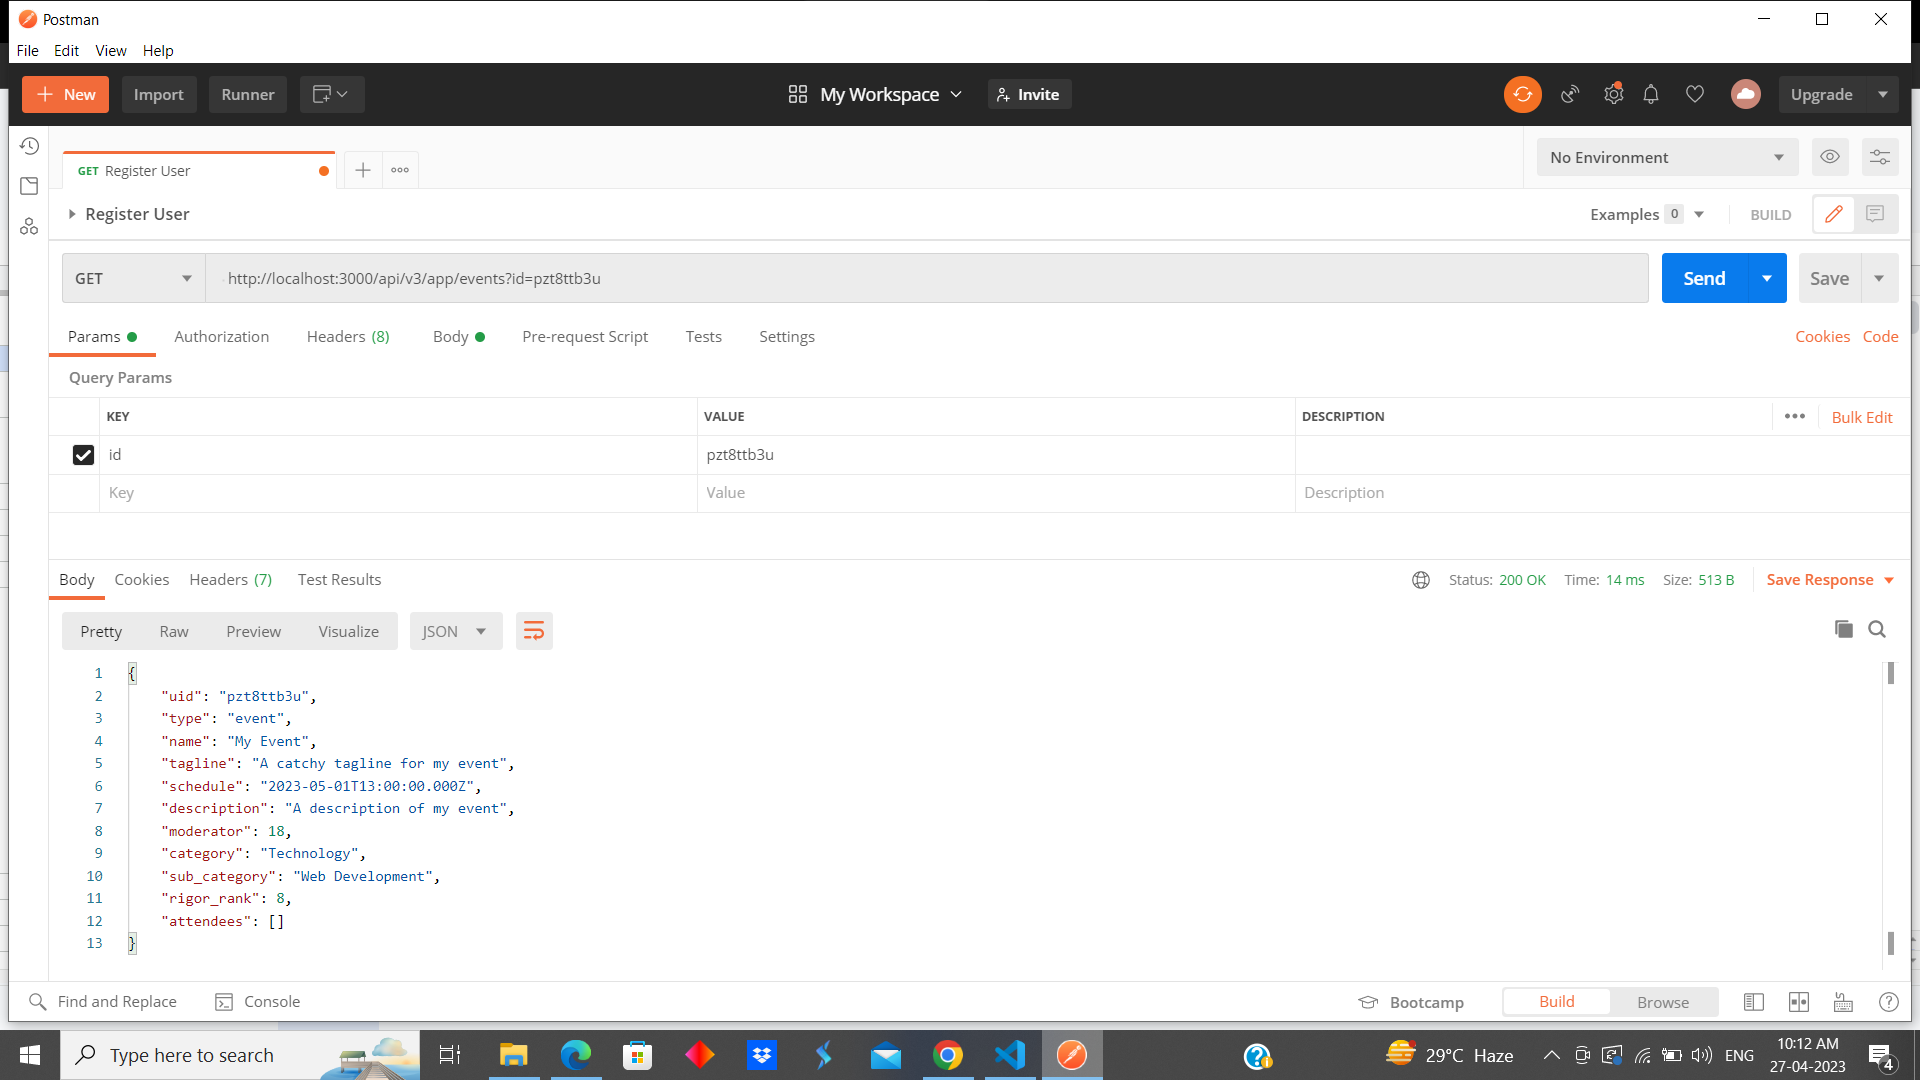 Postman
File Edit View Help
New Import Runner My Workspace Invite Upgrade
GET Register User No Environment
Register User Examples 0 BUILD
GET http://localhost:3000/api/v3/app/events?id=pzt8ttb3u Send Save
Params Authorization Headers (8) Body Pre-request Script Tests Settings Cookies Code
Query Params
KEY VALUE DESCRIPTION Bulk Edit
id pzt8ttb3u
Key Value Description
Body Cookies Headers (7) Test Results Status: 200 OK Time: 14 ms Size: 513 B Save Response
Pretty Raw Preview Visualize JSON
1 {
2 "uid": "pzt8ttb3u",
3 "type": "event",
4 "name": "My Event",
5 "tagline": "A catchy tagline for my event",
6 "schedule": "2023-05-01T13:00:00.000Z",
7 "description": "A description of my event",
8 "moderator": 18,
9 "category": "Technology",
10 "sub_category": "Web Development",
11 "rigor_rank": 8,
12 "attendees": []
13 }
Find and Replace Console Bootcamp Build Browse
Type here to search 29°C Haze ENG 10:12 AM
27-04-2023 4